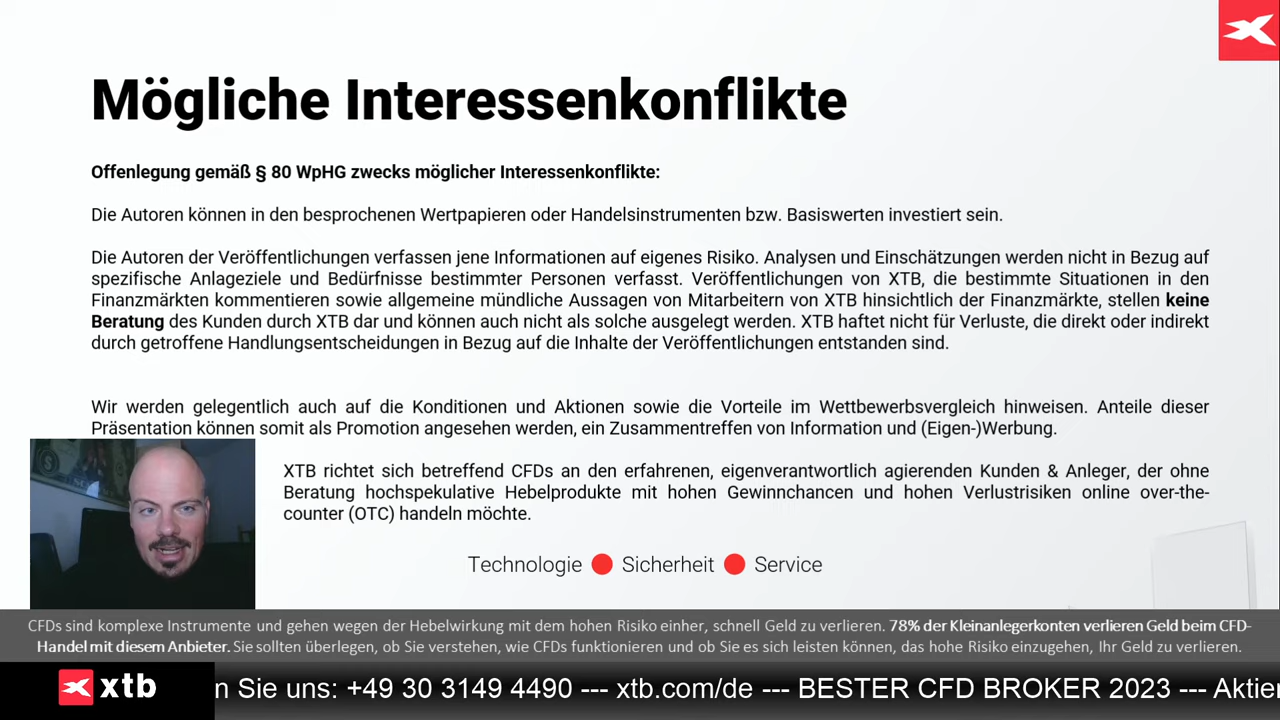 Mögliche Interessenkonflikte
Offenlegung gemäß § 80 WpHG zwecks möglicher Interessenkonflikte:
Die Autoren können in den besprochenen Wertpapieren oder Handelsinstrumenten bzw. Basiswerten investiert sein.
Die Autoren der Veröffentlichungen verfassen jene Informationen auf eigenes Risiko. Analysen und Einschätzungen werden nicht in Bezug auf
spezifische Anlageziele und Bedürfnisse bestimmter Personen verfasst. Veröffentlichungen von XTB, die bestimmte Situationen in den
Finanzmärkten kommentieren sowie allgemeine mündliche Aussagen von Mitarbeitern von XTB hinsichtlich der Finanzmärkte, stellen keine
Beratung des Kunden durch XTB dar und können auch nicht als solche ausgelegt werden. XTB haftet nicht für Verluste, die direkt oder indirekt
durch getroffene Handlungsentscheidungen in Bezug auf die Inhalte der Veröffentlichungen entstanden sind.
Wir werden gelegentlich auch auf die Konditionen und Aktionen sowie die Vorteile im Wettbewerbsvergleich hinweisen. Anteile dieser
Präsentation können somit als Promotion angesehen werden, ein Zusammentreffen von Information und (Eigen-)Werbung.
XTB richtet sich betreffend CFDs an den erfahrenen, eigenverantwortlich agierenden Kunden & Anleger, der ohne
Beratung hochspekulative Hebelprodukte mit hohen Gewinnchancen und hohen Verlustrisiken online over-the-
counter (OTC) handeln möchte.
Technologie Sicherheit Service
CFDs sind komplexe Instrumente und gehen wegen der Hebelwirkung mit dem hohen Risiko einher, schnell Geld zu verlieren. 78% der Kleinanlegerkonten verlieren Geld beim CFD-
Handel mit diesem Anbieter. Sie sollten überlegen, ob Sie verstehen, wie CFDs funktionieren und ob Sie es sich leisten können, das hohe Risiko einzugehen, Ihr Geld zu verlieren.
xtb Sie uns: +49 30 3149 4490 --- xtb.com/de --- BESTER CFD BROKER 2023 --- Aktie